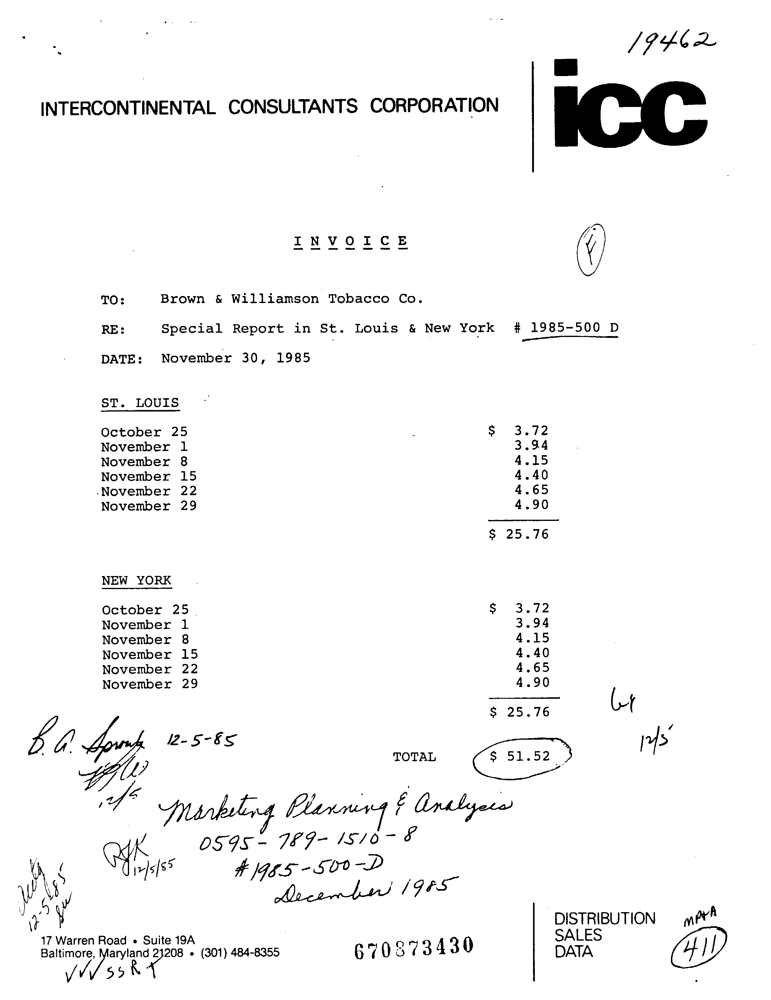 19462
INTERCONTINENTAL CONSULTANTS CORPORATION
icc
INVOICE
TO: Brown & Williamson Tobacco Co.
RE: Special Report in St. Louis & New York # 1985-500 D
DATE: November 30, 1985
ST. LOUIS
October 25 $ 3.72
November 1 3.94
November 8 4.15
November 15 4.40
November 22 4.65
November 29 4.90
$ 25.76
NEW YORK
October 25 $ 3.72
November 1 3.94
November 8 4.15
November 15 4.40
November 22 4.65
November 29 4.90
$ 25.76
12/5
B. A. 12-5-85
TOTAL $ 51.52
12/5
Marketing Planning & Analysis
0595-789-1510-8
RJK
12/5/85
#1985-500-D
December 1985
12-5-85
DISTRIBUTION
SALES
DATA
MP&A
411
17 Warren Road • Suite 19A
Baltimore, Maryland 21208 • (301) 484-8355
670873430